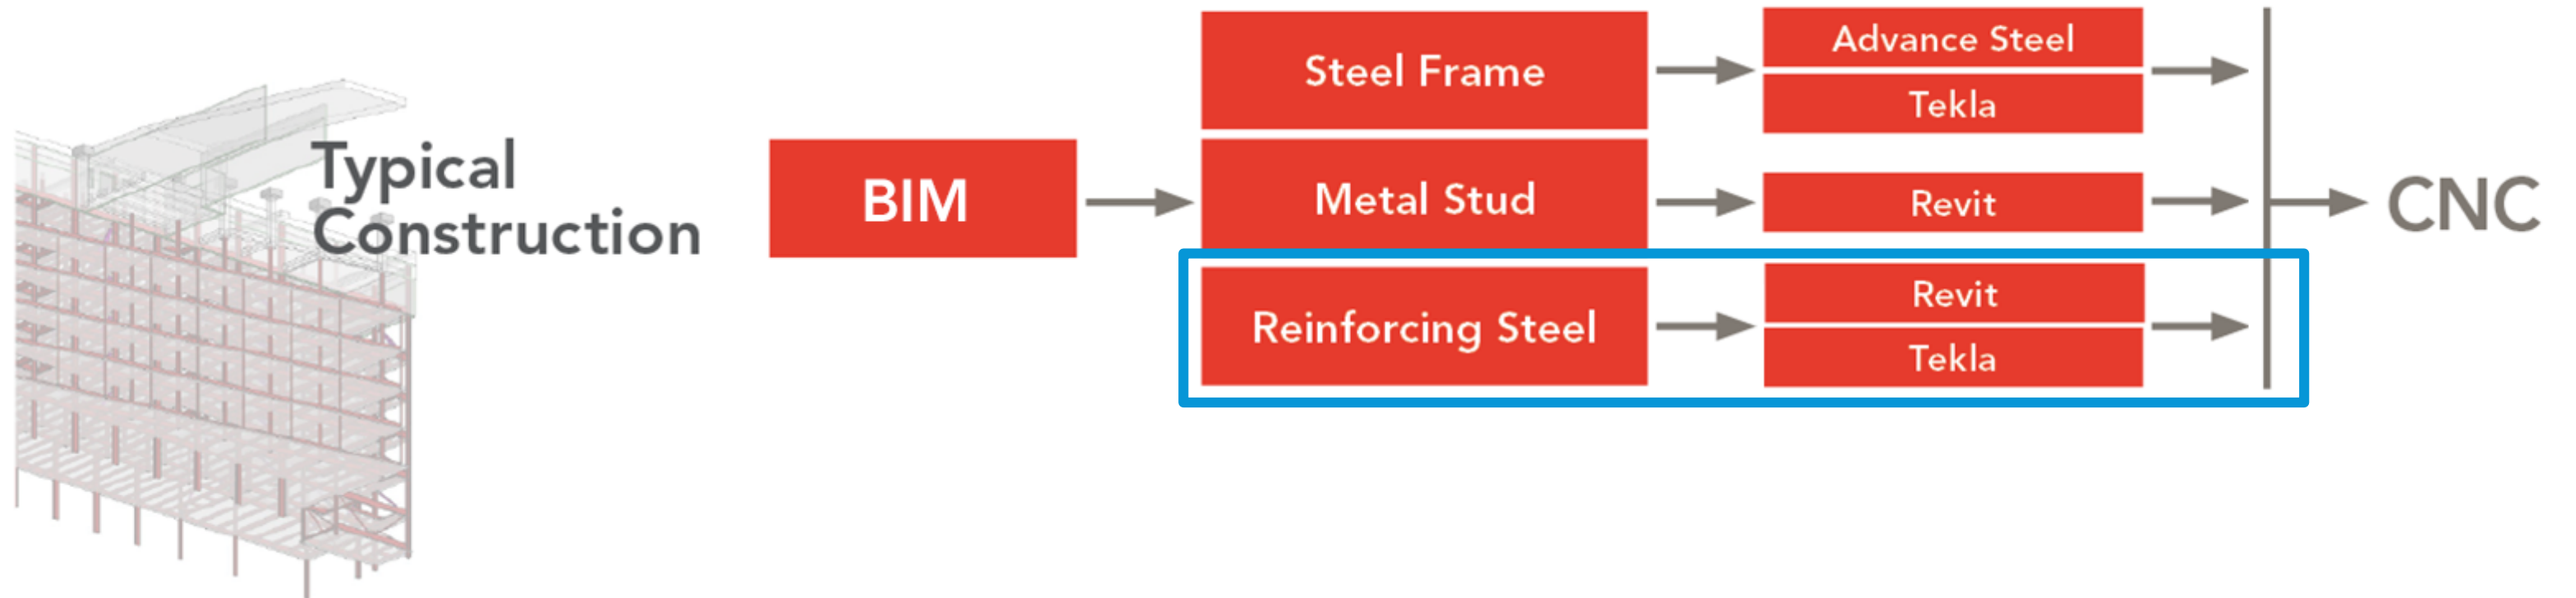 Typical
Construction
BIM
Steel Frame
Advance Steel
Tekla
Metal Stud
Revit
Reinforcing Steel
Revit
Tekla
CNC